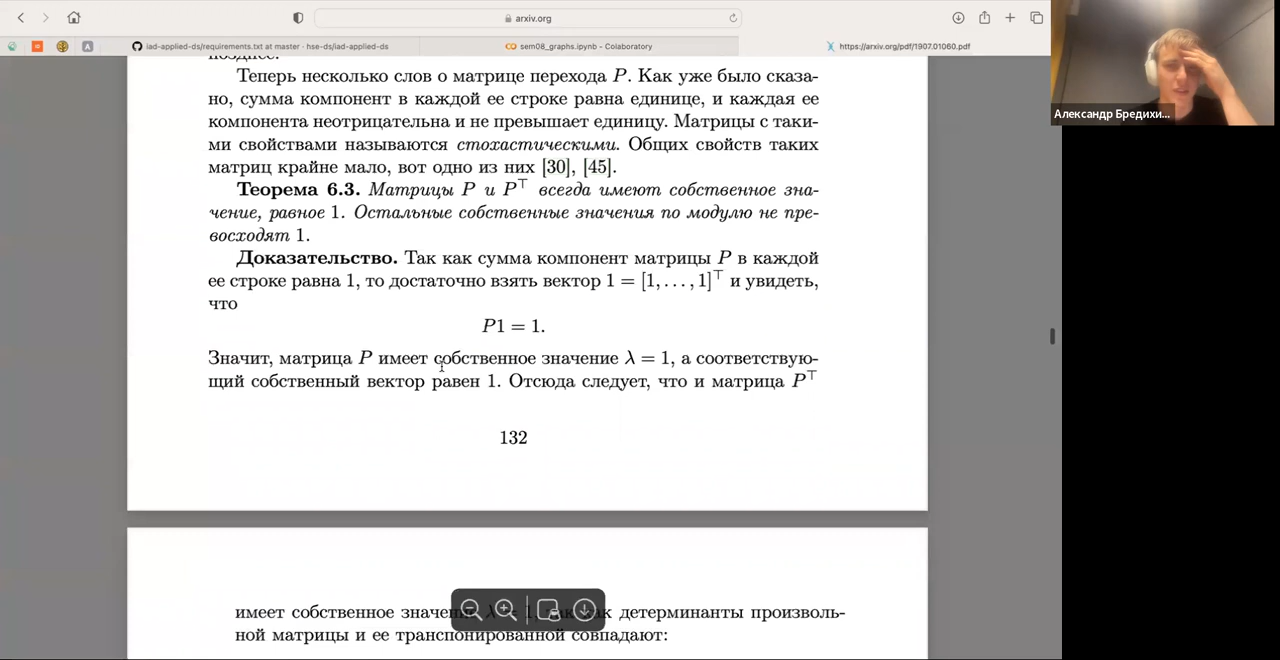 arxiv.org
iad-applied-ds/requirements.txt at master · hse-ds/iad-applied-ds
sem08_graphs.ipynb - Colaboratory
https://arxiv.org/pdf/1907.01060.pdf
A
Александр Бредихи...
позднее.
Теперь несколько слов о матрице перехода P. Как уже было сказа-
но, сумма компонент в каждой ее строке равна единице, и каждая ее
компонента неотрицательна и не превышает единицу. Матрицы с таки-
ми свойствами называются стохастическими. Общих свойств таких
матриц крайне мало, вот одно из них [30], [45].
Теорема 6.3. Матрицы P и P⊤ всегда имеют собственное зна-
чение, равное 1. Остальные собственные значения по модулю не пре-
восходят 1.
Доказательство. Так как сумма компонент матрицы P в каждой
ее строке равна 1, то достаточно взять вектор 1 = [1, . . . , 1]⊤ и увидеть,
что
P1 = 1.
Значит, матрица P имеет собственное значение λ = 1, а соответствую-
щий собственный вектор равен 1. Отсюда следует, что и матрица P⊤
132
имеет собственное λ = 1, так как детерминанты произволь-
ной матрицы и ее транспонированной совпадают: